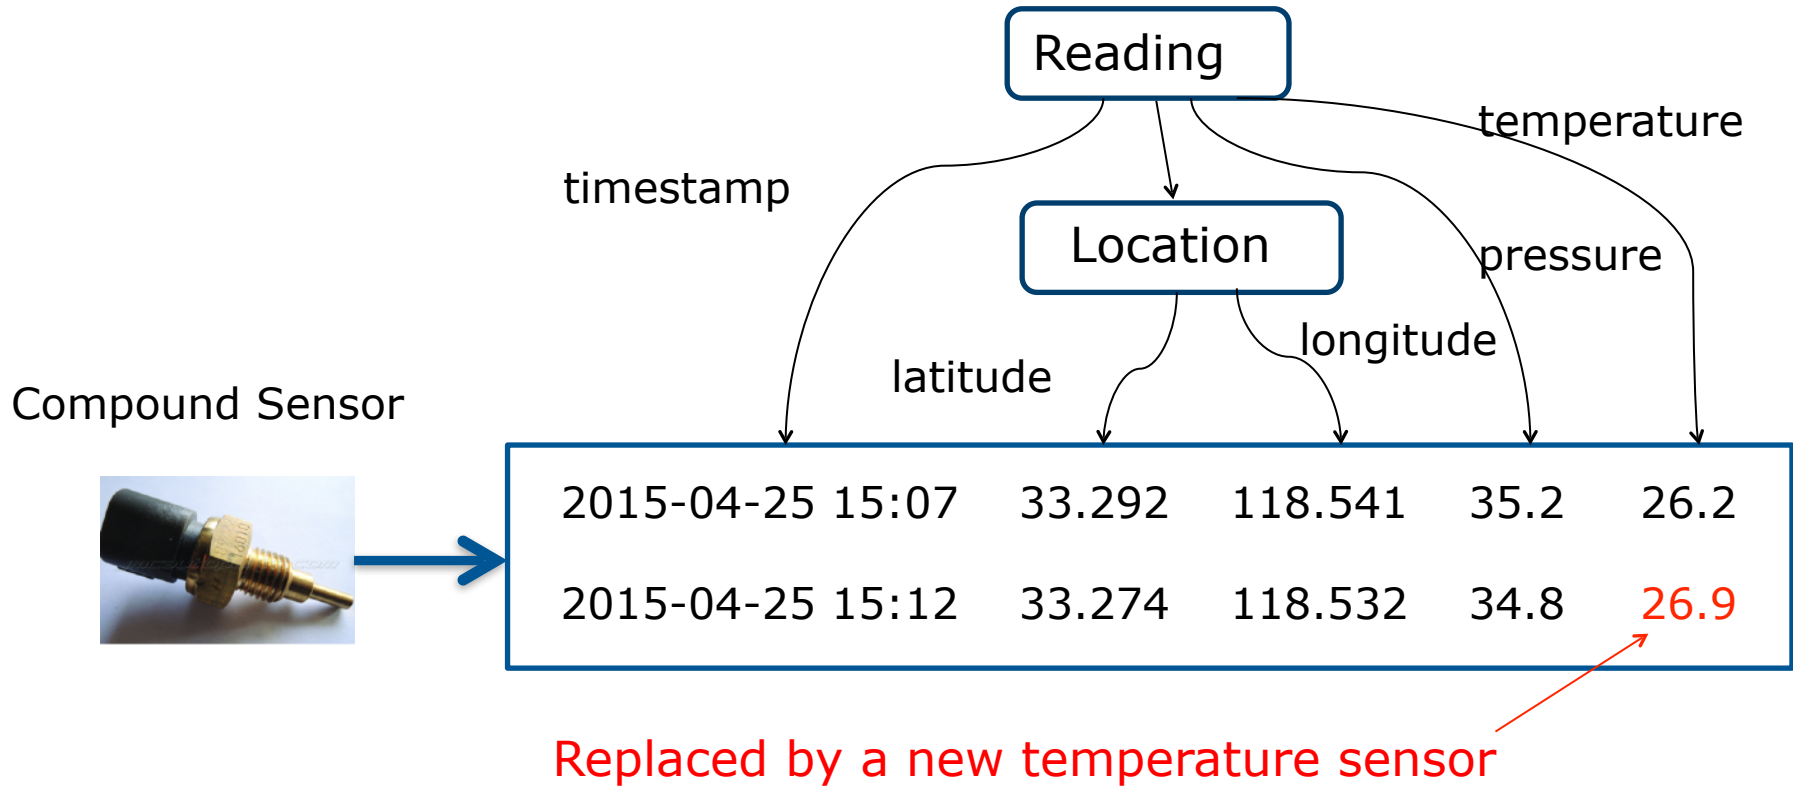 Reading
temperature
timestamp
Location
pressure
longitude
latitude
Compound Sensor
2015-04-25 15:07 33.292 118.541 35.2 26.2
2015-04-25 15:12 33.274 118.532 34.8 26.9
Replaced by a new temperature sensor